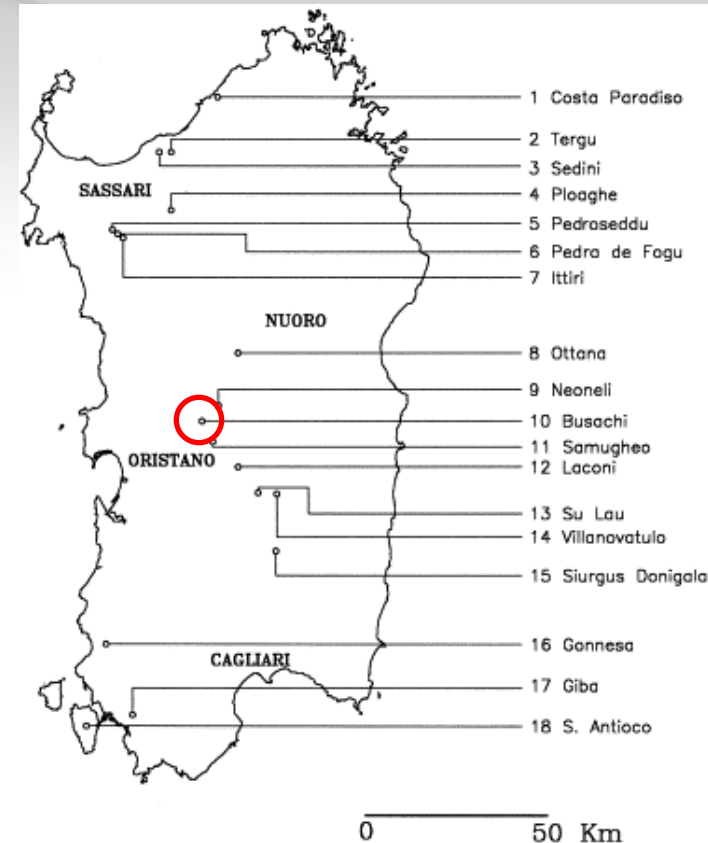 1 Costa Paradiso
2 Tergu
3 Sedini
SASSARI
4 Ploaghe
5 Pedroseddu
6 Pedra de Fogu
7 Ittiri
NUORO
8 Ottana
9 Neoneli
10 Busachi
11 Samugheo
ORISTANO
12 Laconi
13 Su Lau
14 Villanovatulo
15 Siurgus Donigala
16 Gonnesa
CAGLIARI
17 Giba
18 S. Antioco
0 50 Km